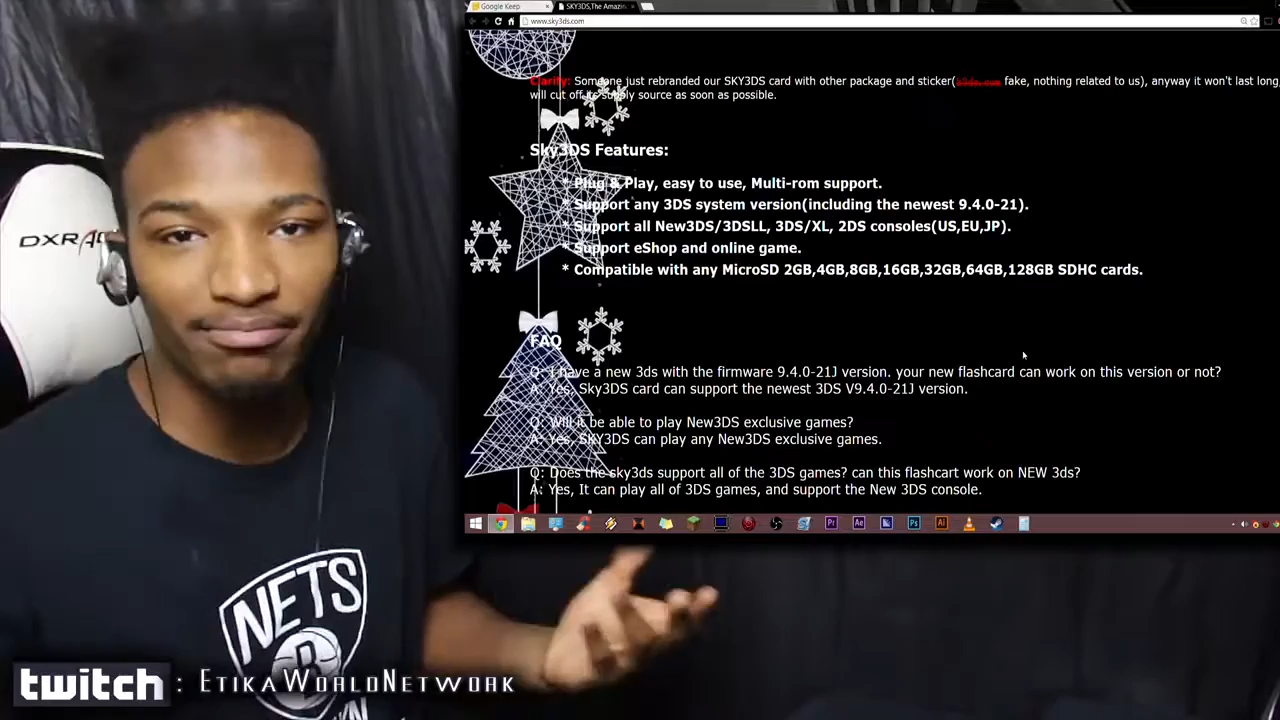 Google Keep
SKY3DS,The Amazin
www.sky3ds.com
Clarify: Someone just rebranded our SKY3DS card with other package and sticker( fake, nothing related to us), anyway it won't last long,
will cut off its supply source as soon as possible.
Sky3DS Features:
* Plug & Play, easy to use, Multi-rom support.
* Support any 3DS system version(including the newest 9.4.0-21).
* Support all New3DS/3DSLL, 3DS/XL, 2DS consoles(US,EU,JP).
* Support eShop and online game.
* Compatible with any MicroSD 2GB,4GB,8GB,16GB,32GB,64GB,128GB SDHC cards.
FAQ
Q: I have a new 3ds with the firmware 9.4.0-21J version. your new flashcard can work on this version or not?
A: Yes, Sky3DS card can support the newest 3DS V9.4.0-21J version.
Q: Will it be able to play New3DS exclusive games?
A: Yes, SKY3DS can play any New3DS exclusive games.
Q: Does the sky3ds support all of the 3DS games? can this flashcart work on NEW 3ds?
A: Yes, It can play all of 3DS games, and support the New 3DS console.
Pr Ae Ps Ai
DXRAC
NETS
B
twitch : EtikaWorldNetwork